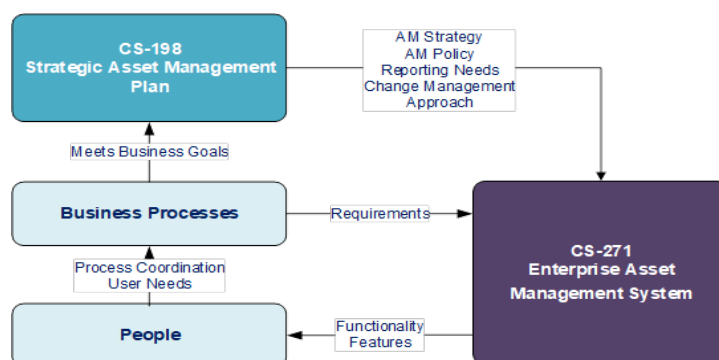 CS-198
Strategic Asset Management
Plan
AM Strategy
AM Policy
Reporting Needs
Change Management
Approach
Meets Business Goals
Business Processes
Requirements
CS-271
Enterprise Asset
Management System
Process Coordination
User Needs
People
Functionality
Features